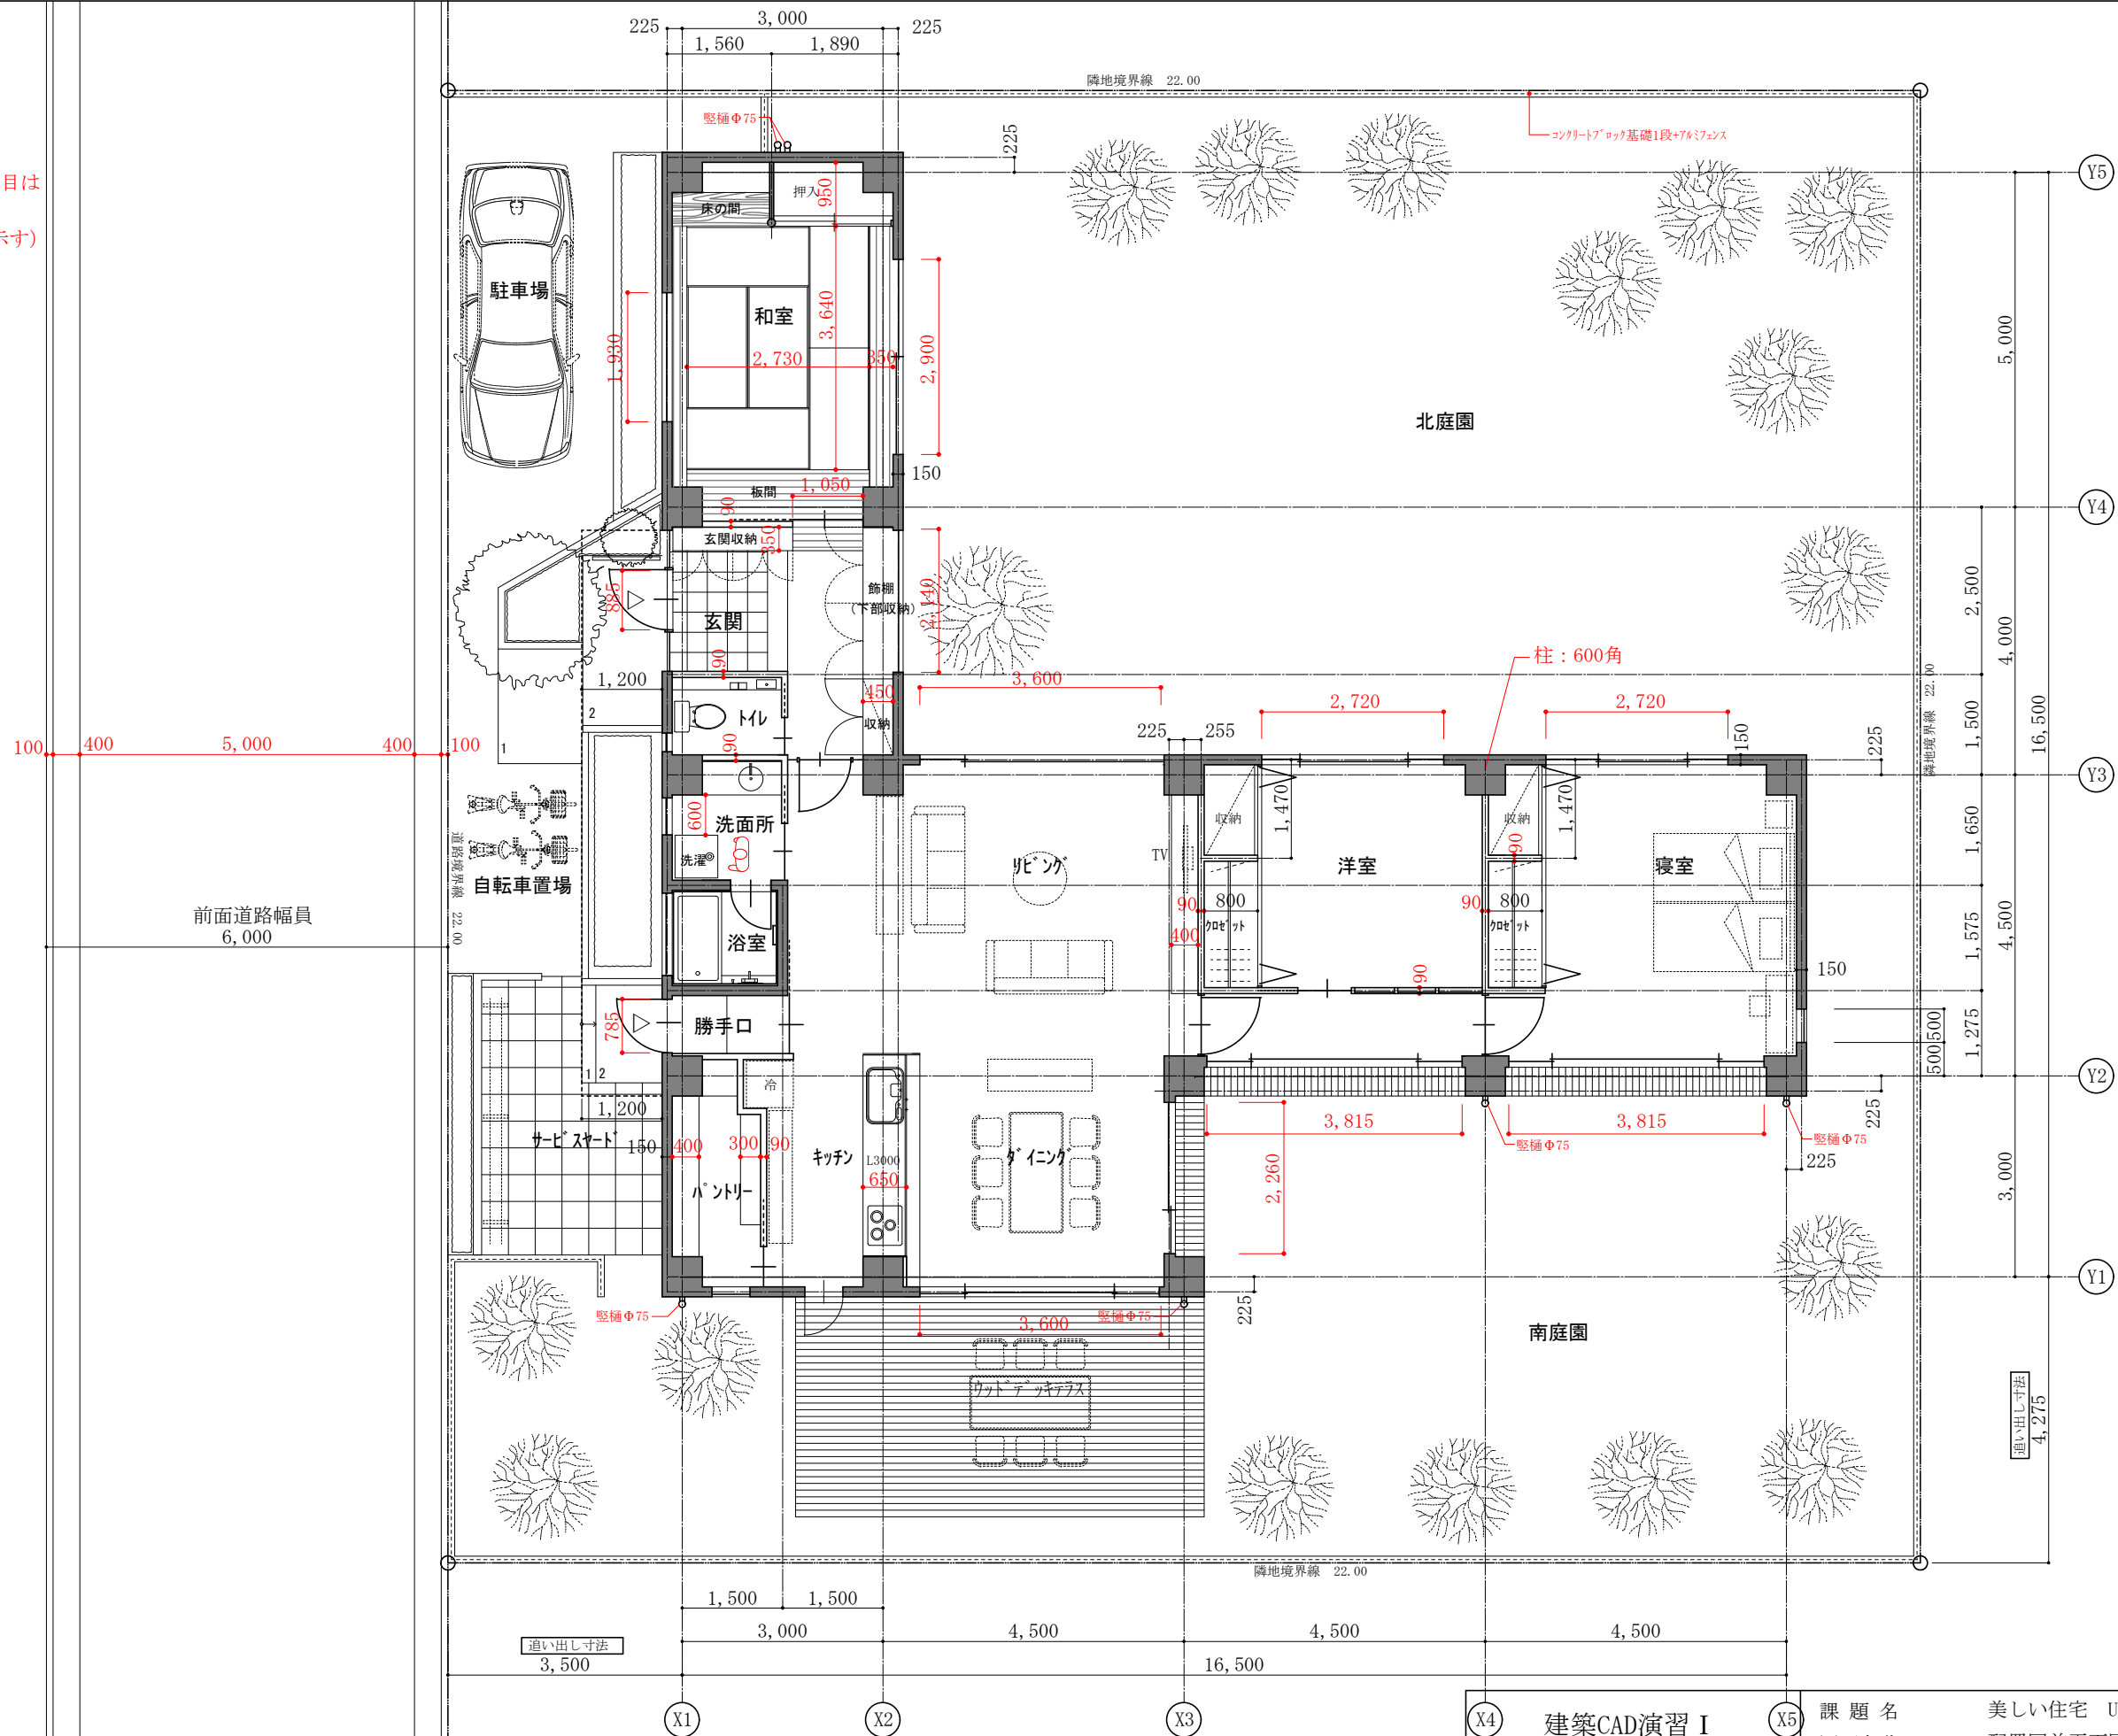 3,000
225
225
1,560
1,890
隣地境界線 22.00
竪樋Φ75
225
コンクリートブロック基礎1段+アルミフェンス
目は
Y5
950
押入
床の間
示す)
駐車場
和室
3,640
1,930
2,730
350
2,900
5,000
北庭園
150
1,050
板間
90
Y4
玄関収納
350
885
飾棚
(下部収納)
2,140
2,500
玄関
4,000
柱：600角
90
1,200
3,600
隣地境界線 22.00
450
2,720
2,720
2
トイレ
収納
16,500
1,500
225
255
150
225
100
400
5,000
400
100
1
90
Y3
600
1,470
1,470
収納
収納
洗面所
1,650
道路境界線 22.00
洗濯
TV
リビング
洋室
90
寝室
自転車置場
90
800
90
800
前面道路幅員
6,000
クロゼット
クロゼット
浴室
400
1,575
4,500
90
150
785
勝手口
500
500
1,275
1
2
冷
Y2
1,200
225
3,815
3,815
サービスヤード
150
400
300
90
キッチン
L3000
ダイニング
竪樋Φ75
竪樋Φ75
225
650
2,260
パントリー
3,000
Y1
竪樋Φ75
竪樋Φ75
3,600
225
南庭園
ウッドデッキテラス
追い出し寸法
4,275
隣地境界線 22.00
1,500
1,500
3,000
4,500
4,500
4,500
追い出し寸法
3,500
16,500
X1
X2
X3
X4
X5
建築CAD演習Ⅰ
課題名
美しい住宅 U